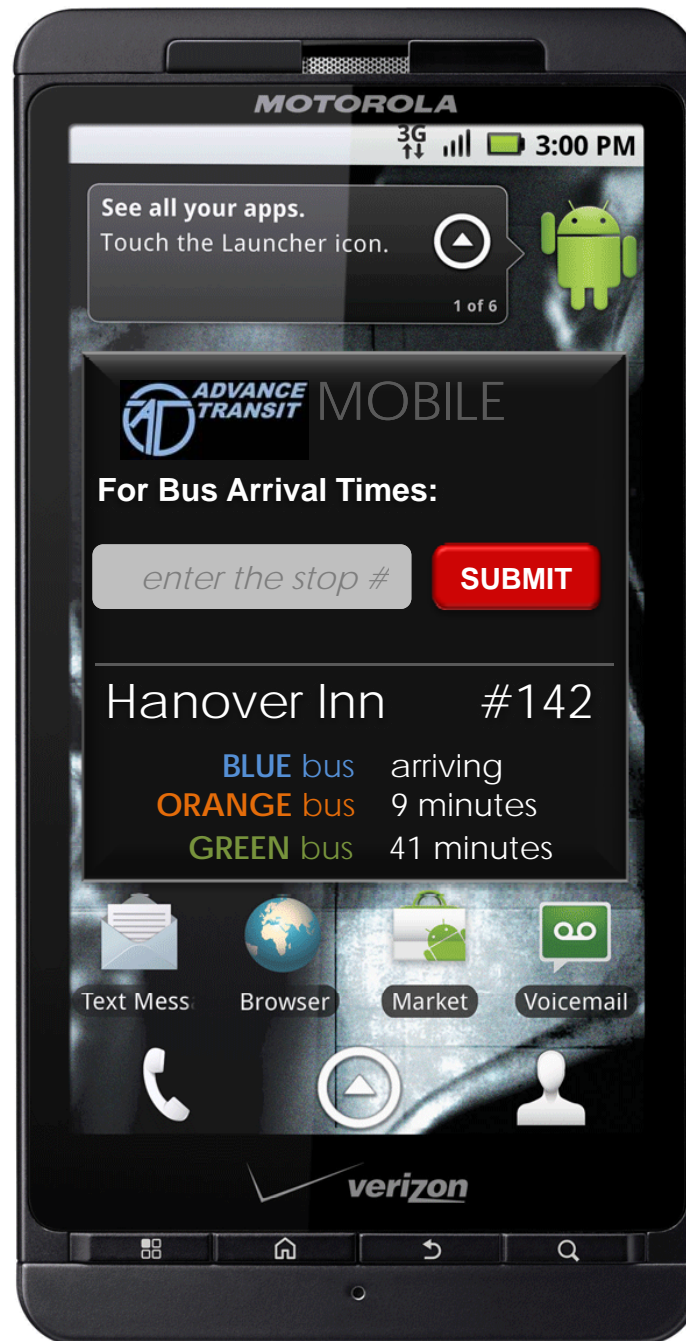 MOTOROLA
3G 3:00 PM
See all your apps.
Touch the Launcher icon.
1 of 6
ADVANCE
TRANSIT MOBILE
For Bus Arrival Times:
enter the stop # SUBMIT
Hanover Inn #142
BLUE bus arriving
ORANGE bus 9 minutes
GREEN bus 41 minutes
Text Mess
Browser
Market
Voicemail
verizon